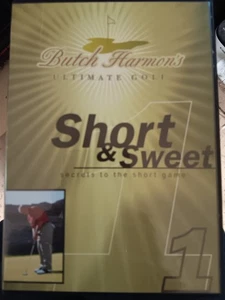 Butch Harmon's
ULTIMATE GOLF
Short
& Sweet
secrets to the short game
1
1